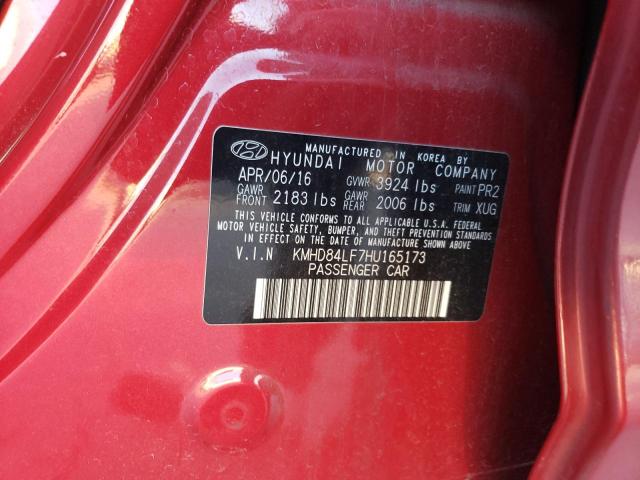 MANUFACTURED IN KOREA BY
HYUNDAI MOTOR COMPANY
APR/06/16 GVWR 3924 lbs PAINT PR2
GAWR FRONT 2183 lbs GAWR REAR 2006 lbs TRIM XUG
THIS VEHICLE CONFORMS TO ALL APPLICABLE U.S.A. FEDERAL
MOTOR VEHICLE SAFETY, BUMPER, AND THEFT PREVENTION STANDARDS
IN EFFECT ON THE DATE OF MANUFACTURE SHOWN ABOVE.
V.I.N KMHD84LF7HU165173
PASSENGER CAR